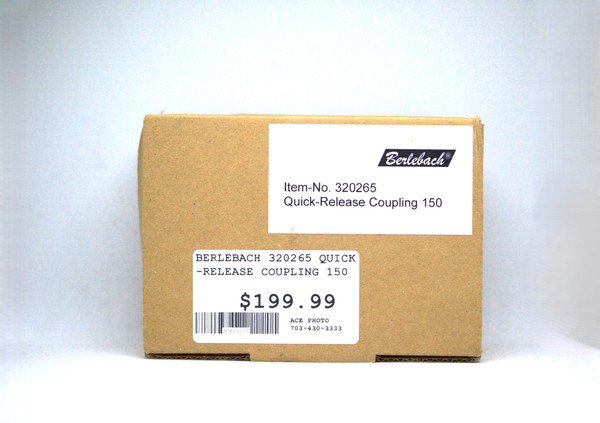 Berlebach®
Item-No. 320265
Quick-Release Coupling 150
BERLEBACH 320265 QUICK
-RELEASE COUPLING 150
$199.99
ACE PHOTO
703-430-3333